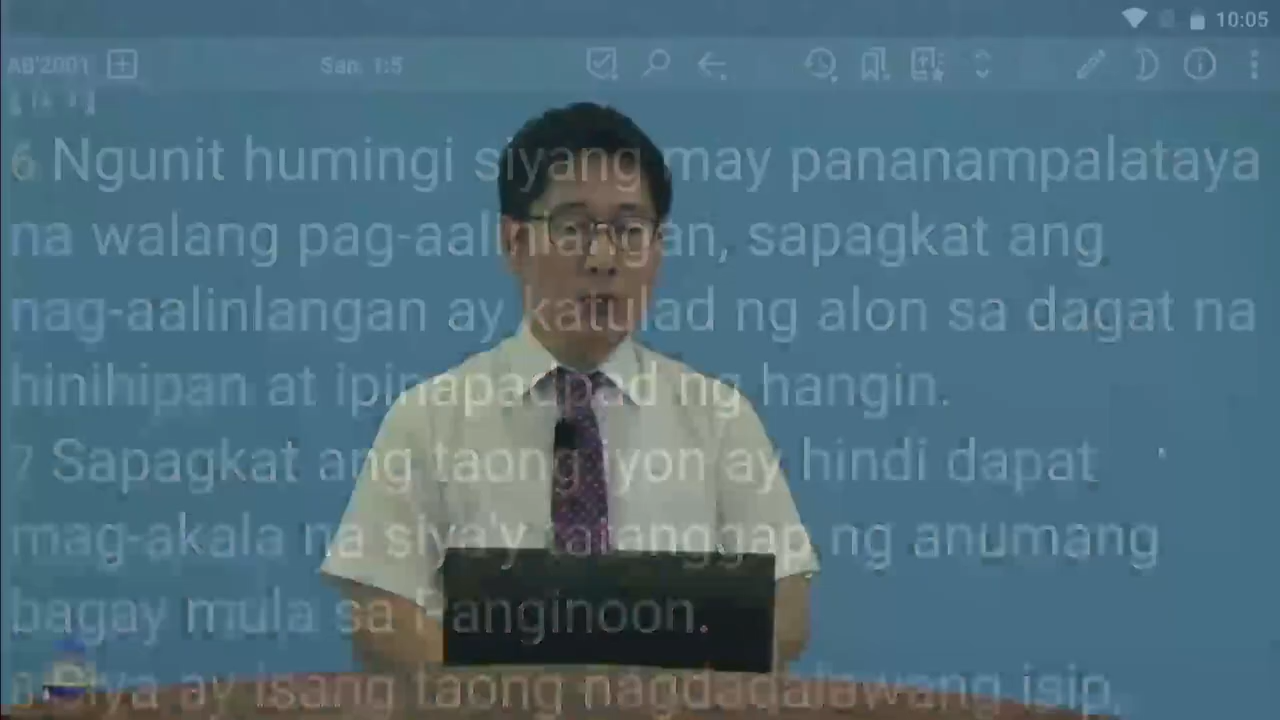 10:05
AB'2001 San. 1:5
6 Ngunit humingi siyang may pananampalataya
na walang pag-aalinlangan, sapagkat ang
nag-aalinlangan ay katulad ng alon sa dagat na
hinihipan at ipinapadpad ng hangin.
7 Sapagkat ang taong iyon ay hindi dapat
mag-akala na siya'y tatanggap ng anumang
bagay mula sa Panginoon.
8 Siya ay isang taong nagdadalawang isip,